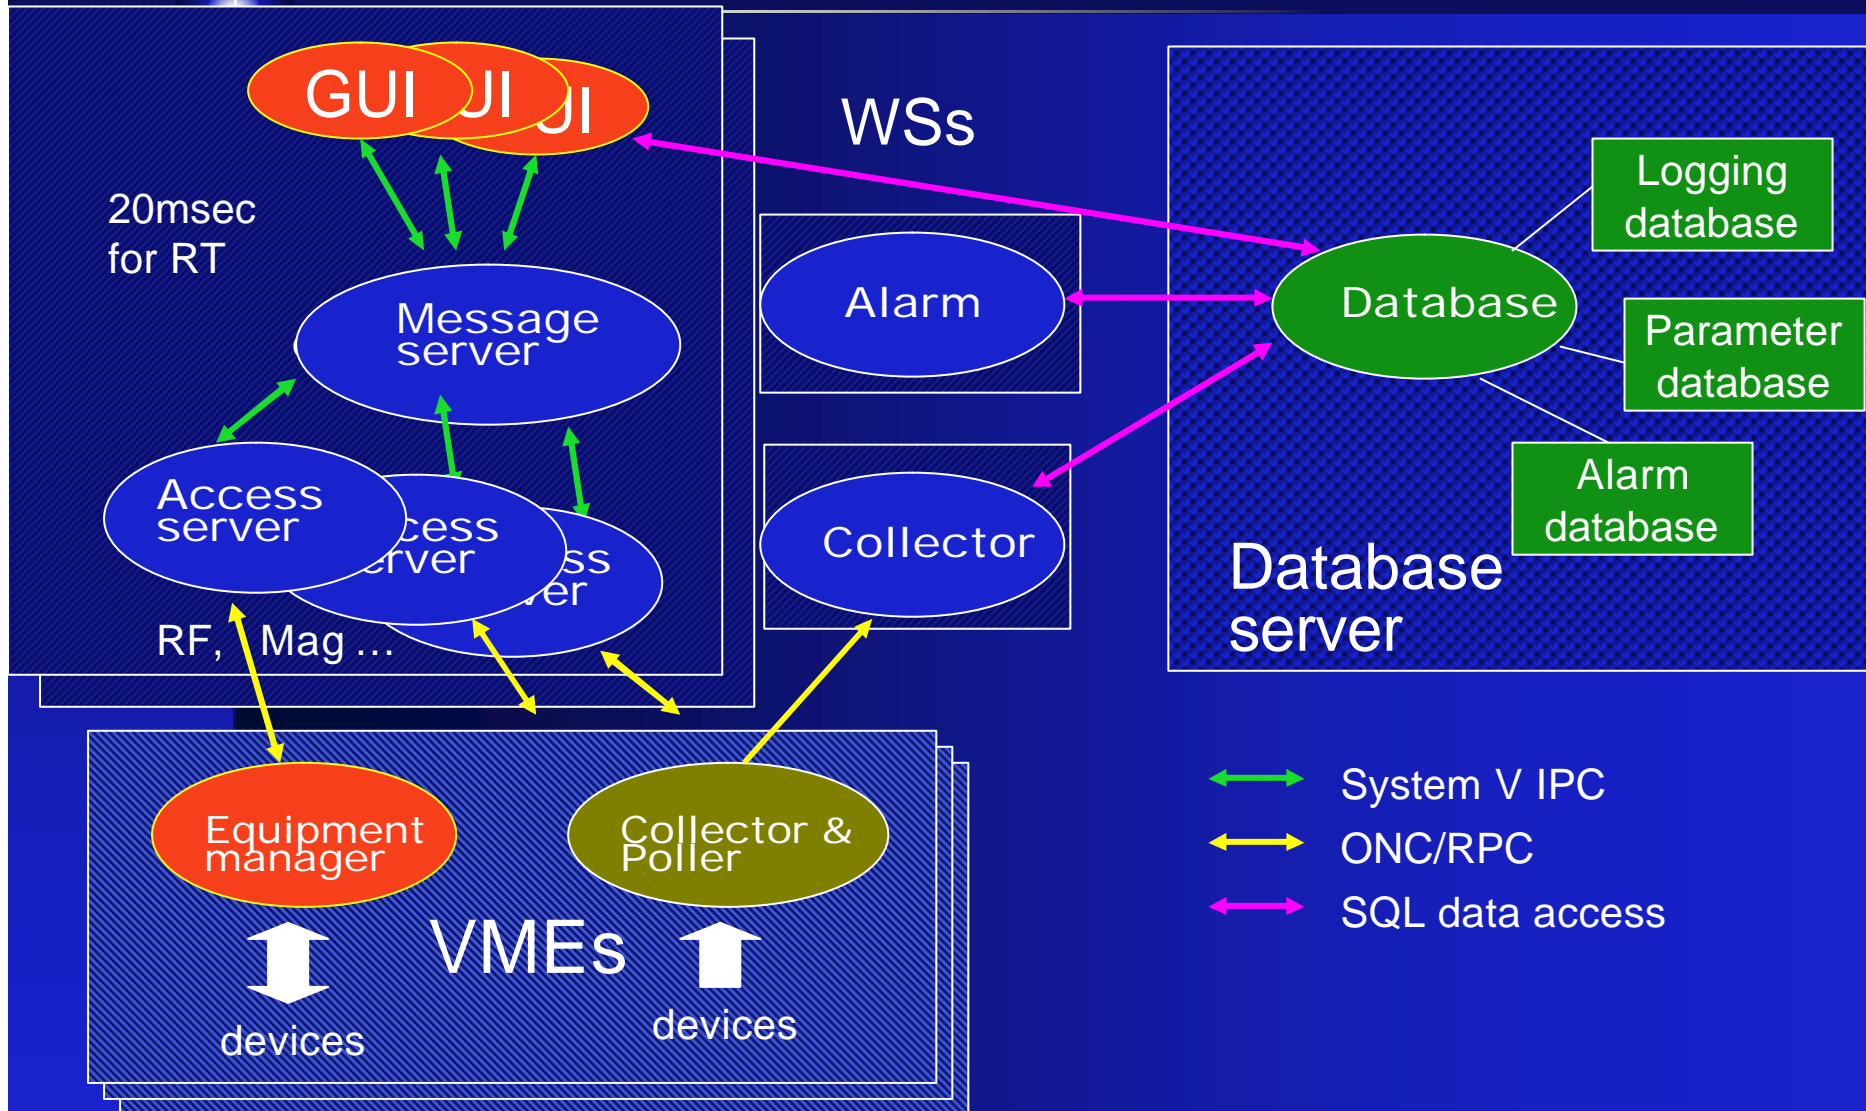 GUI
UI
UI
WSs
20msec
for RT
Message
server
Alarm
Database
Logging
database
Parameter
database
Alarm
database
Access
server
cess
rver
ss
ver
Collector
Database
server
RF, Mag ...
Equipment
manager
Collector &
Poller
VMEs
devices
devices
System V IPC
ONC/RPC
SQL data access